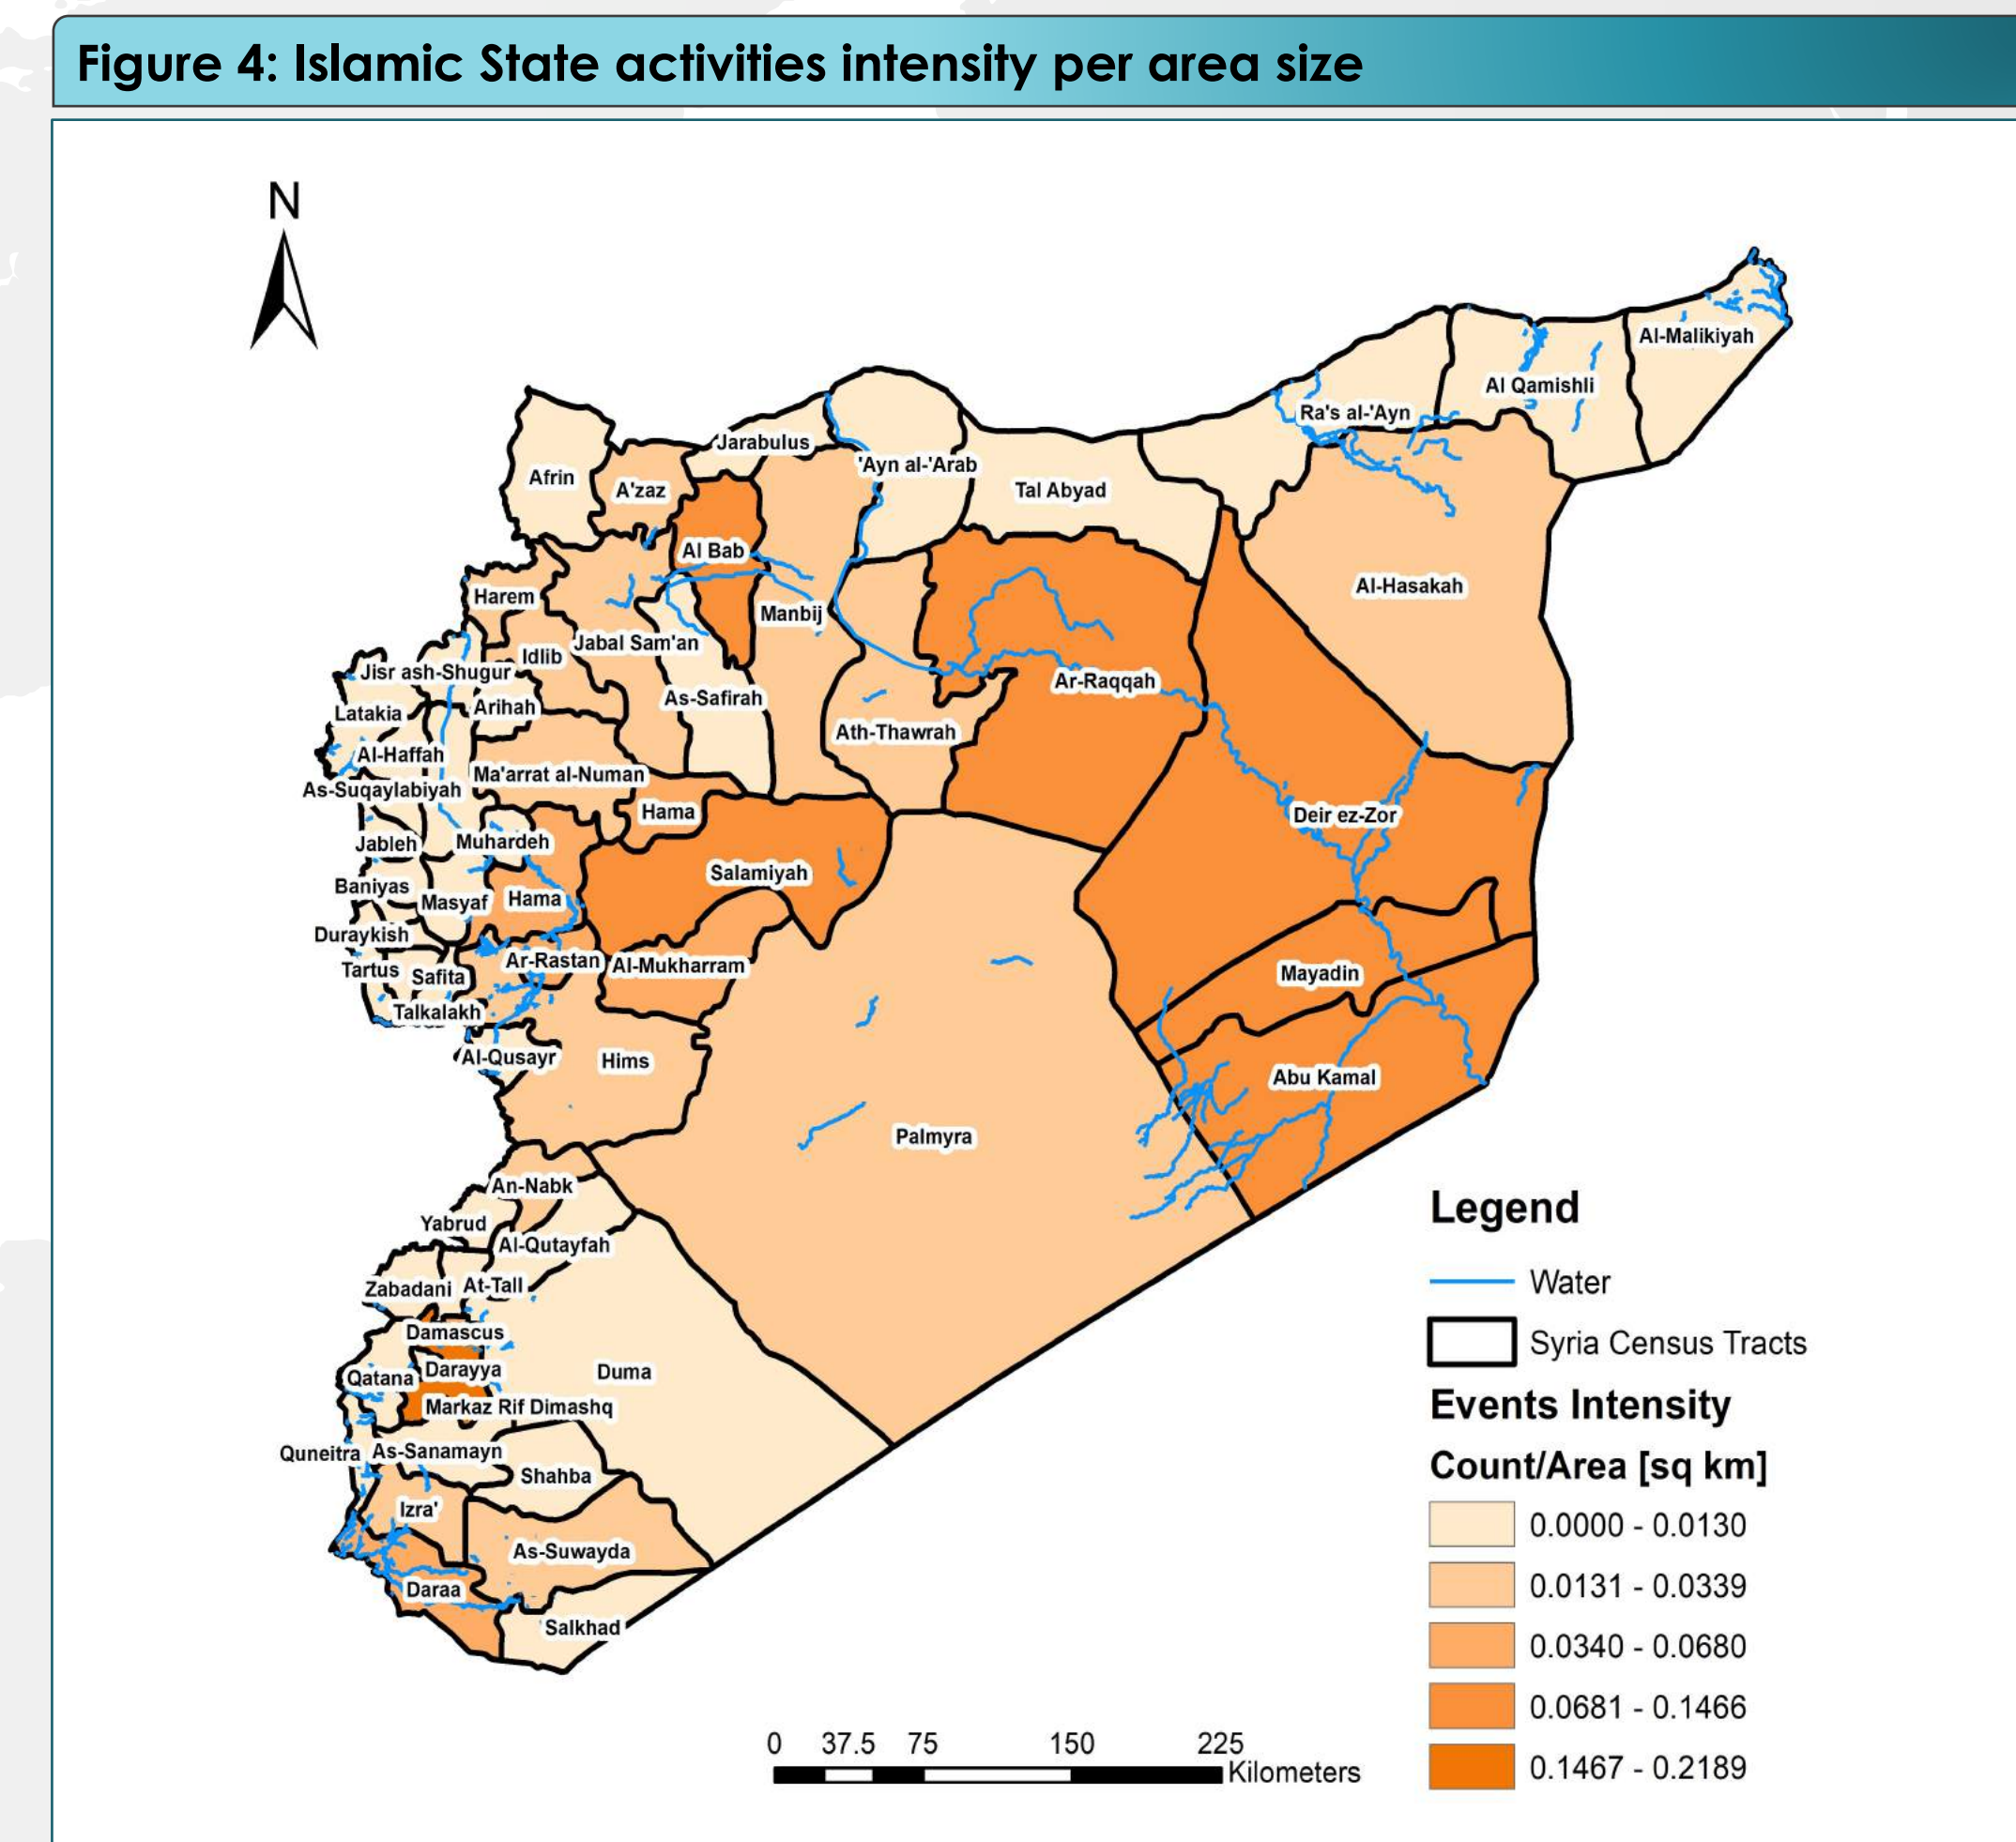 Figure 4: Islamic State activities intensity per area size
N
Al-Malikiyah
Al Qamishli
Ra's al-'Ayn
Jarabulus
'Ayn al-'Arab
Afrin
A'zaz
Tal Abyad
Al Bab
Al-Hasakah
Harem
Manbij
Jabal Sam'an
Idlib
Jisr ash-Shugur
Ar-Raqqah
As-Safirah
Arihah
Latakia
Ath-Thawrah
Al-Haffah
Ma'arrat al-Numan
As-Suqaylabiyah
Hama
Deir ez-Zor
Jableh
Muhardeh
Salamiyah
Baniyas
Masyaf
Hama
Duraykish
Ar-Rastan
Al-Mukharram
Tartus
Safita
Mayadin
Talkalakh
Al-Qusayr
Hims
Abu Kamal
Palmyra
An-Nabk
Yabrud
Al-Qutayfah
Zabadani
At-Tall
Damascus
Darayya
Duma
Qatana
Markaz Rif Dimashq
Quneitra
As-Sanamayn
Shahba
Izra'
As-Suwayda
Daraa
Salkhad
Legend
Water
Syria Census Tracts
Events Intensity
Count/Area [sq km]
0.0000 - 0.0130
0.0131 - 0.0339
0.0340 - 0.0680
0.0681 - 0.1466
0.1467 - 0.2189
0 37.5 75 150 225
Kilometers